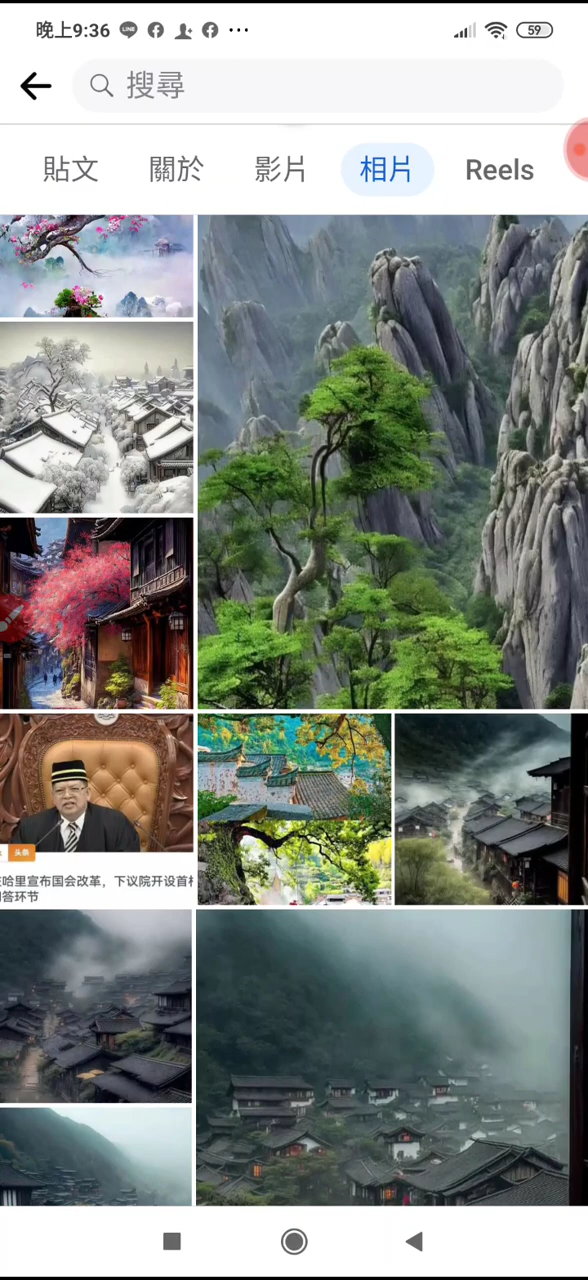 晚上9:36
59
搜尋
貼文
關於
影片
相片
Reels
头条
哈里宣布国会改革，下议院开设首
答环节